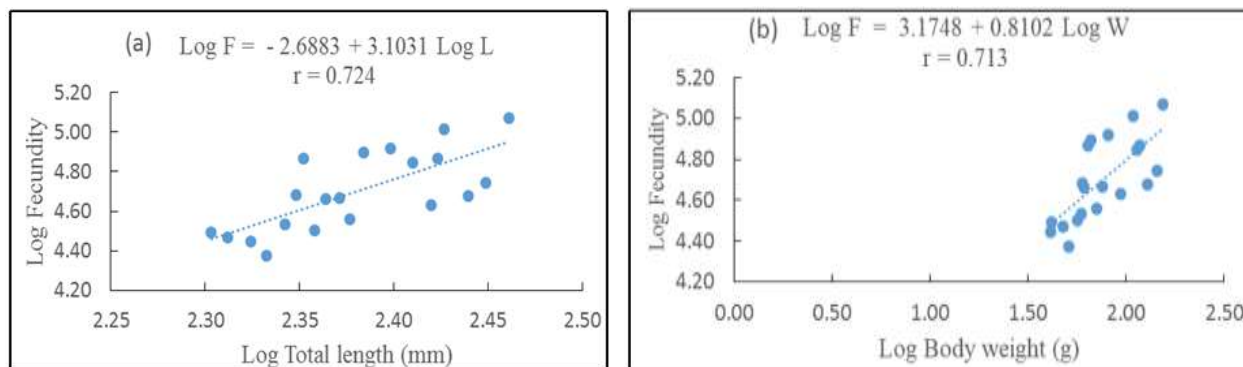 (a) Log F = - 2.6883 + 3.1031 Log L
r = 0.724
Log Fecundity
5.20
5.00
4.80
4.60
4.40
4.20
2.25 2.30 2.35 2.40 2.45 2.50
Log Total length (mm)
(b) Log F = 3.1748 + 0.8102 Log W
r = 0.713
Log Fecundity
5.20
5.00
4.80
4.60
4.40
4.20
0.00 0.50 1.00 1.50 2.00 2.50
Log Body weight (g)